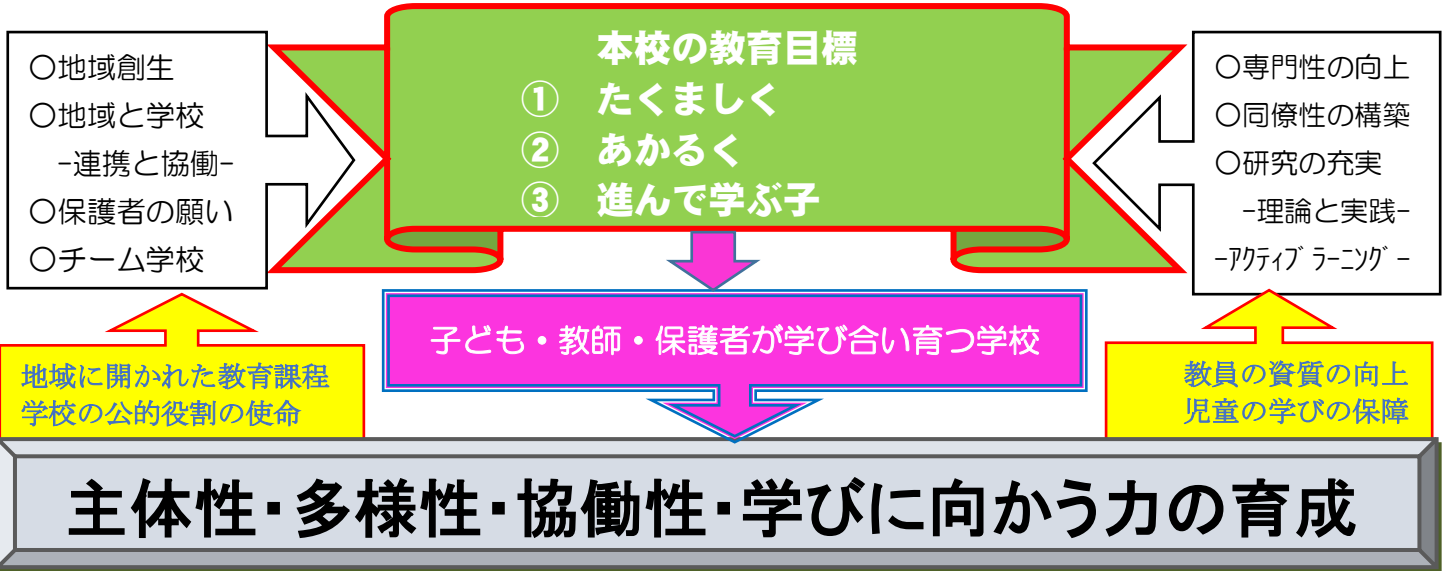 本校の教育目標
① たくましく
② あかるく
③ 進んで学ぶ子
〇地域創生
〇地域と学校
-連携と協働-
〇保護者の願い
〇チーム学校
〇専門性の向上
〇同僚性の構築
〇研究の充実
-理論と実践-
-ｱｸﾃｨﾌﾞ ﾗｰﾆﾝｸﾞ-
子ども・教師・保護者が学び合い育つ学校
地域に開かれた教育課程
学校の公的役割の使命
教員の資質の向上
児童の学びの保障
主体性・多様性・協働性・学びに向かう力の育成